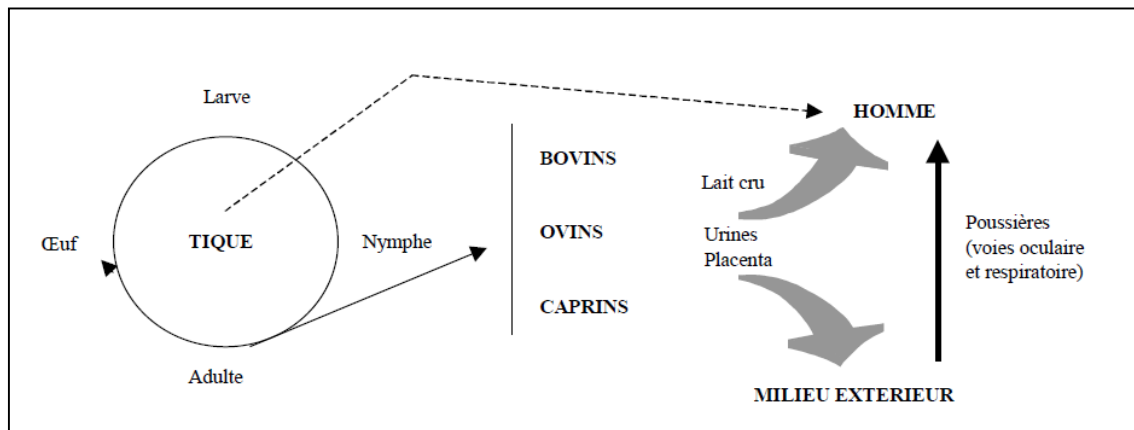 Larve
HOMME
BOVINS
Lait cru
Œuf
TIQUE
Nymphe
OVINS
Urines
Placenta
Poussières
(voies oculaire
et respiratoire)
CAPRINS
Adulte
MILIEU EXTERIEUR